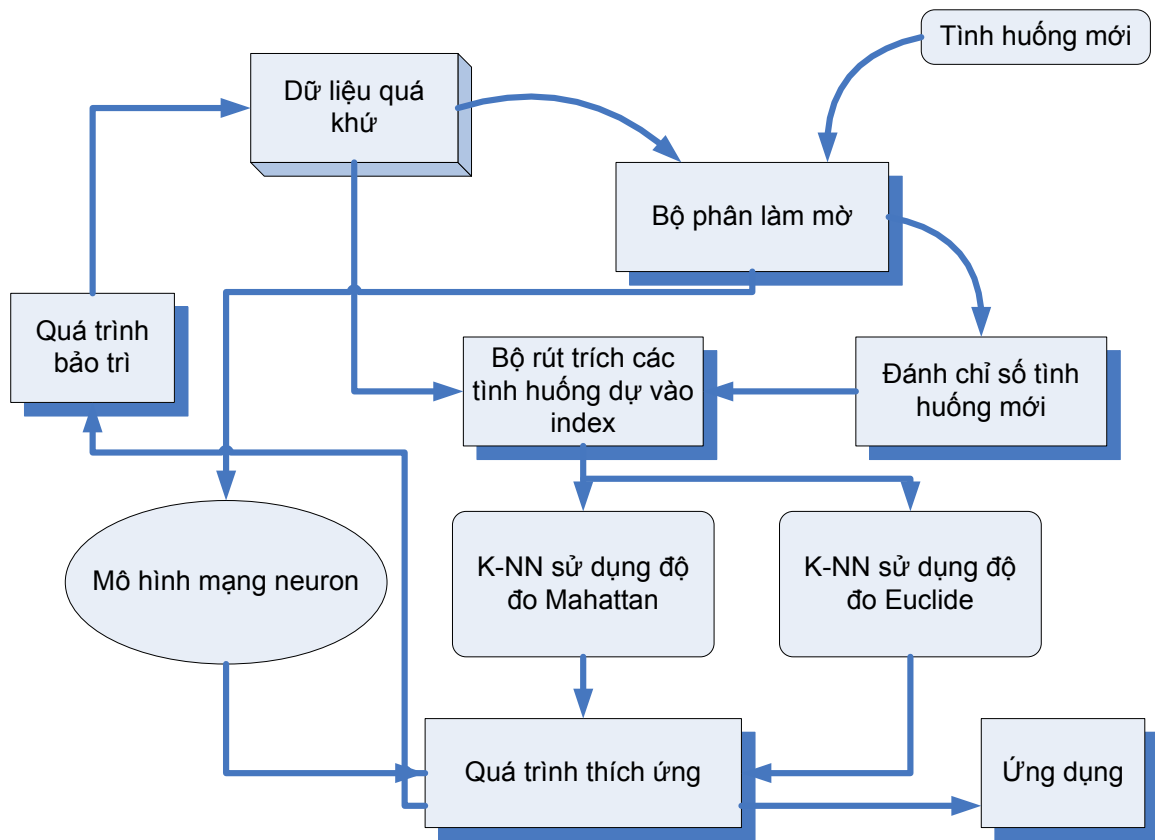 Tình huống mới
Dữ liệu quá
khứ
Bộ phân làm mờ
Quá trình
bảo trì
Bộ rút trích các
tình huống dự vào
index
Đánh chỉ số tình
huống mới
Mô hình mạng neuron
K-NN sử dụng độ
đo Mahattan
K-NN sử dụng độ
đo Euclide
Quá trình thích ứng
Ứng dụng